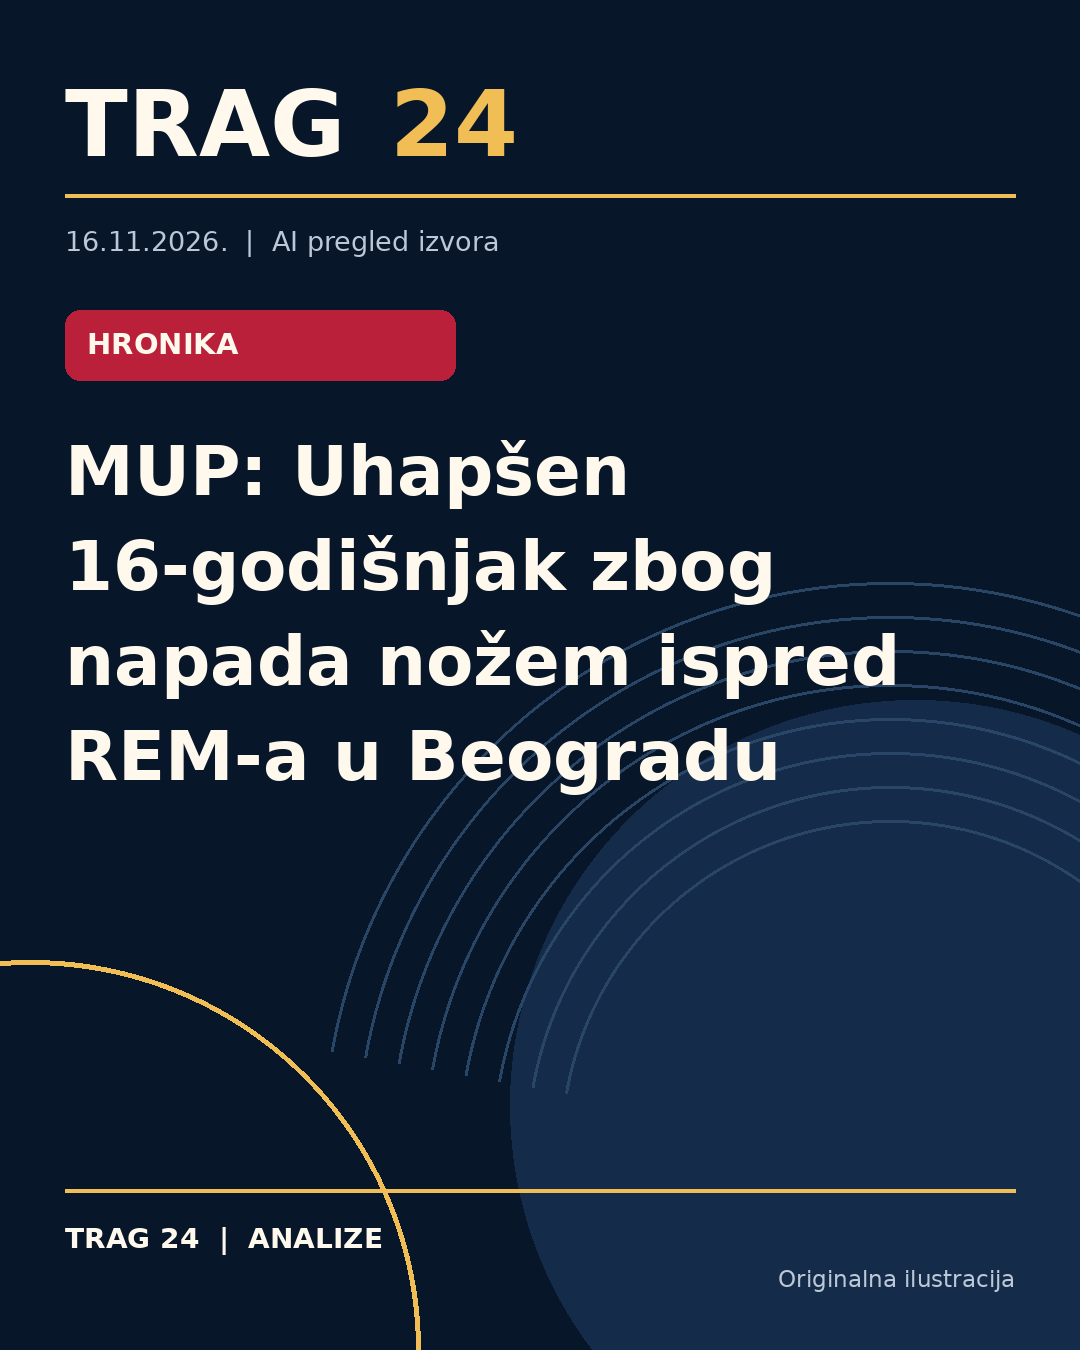 TRAG 24
16.11.2026. | AI pregled izvora
HRONIKA
MUP: Uhapšen
16-godišnjak zbog
napada nožem ispred
REM-a u Beogradu
TRAG 24 | ANALIZE
Originalna ilustracija